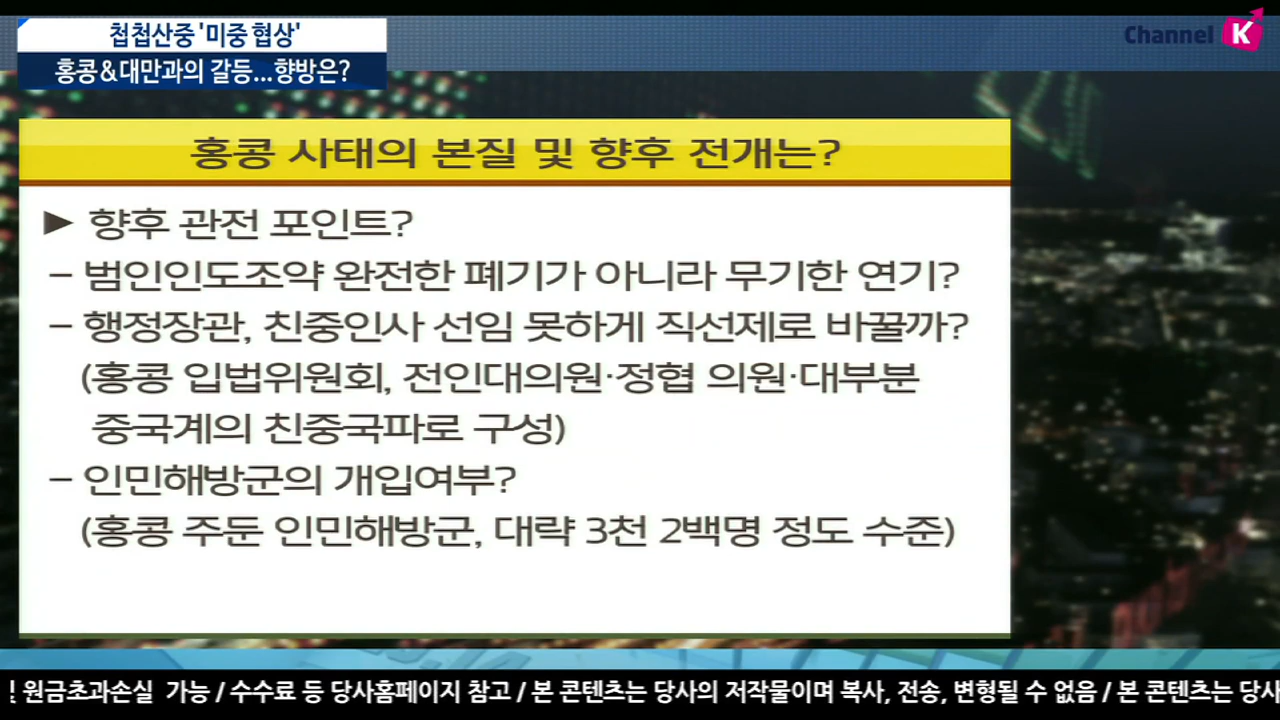 첩첩산중 '미중 협상'
홍콩&대만과의 갈등...향방은?
Channel K
홍콩 사태의 본질 및 향후 전개는?
▶ 향후 관전 포인트?
– 범인인도조약 완전한 폐기가 아니라 무기한 연기?
– 행정장관, 친중인사 선임 못하게 직선제로 바꿀까?
(홍콩 입법위원회, 전인대의원·정협 의원·대부분
중국계의 친중국파로 구성)
– 인민해방군의 개입여부?
(홍콩 주둔 인민해방군, 대략 3천 2백명 정도 수준)
원금초과손실 가능 / 수수료 등 당사홈페이지 참고 / 본 콘텐츠는 당사의 저작물이며 복사, 전송, 변형될 수 없음 / 본 콘텐츠는 당사